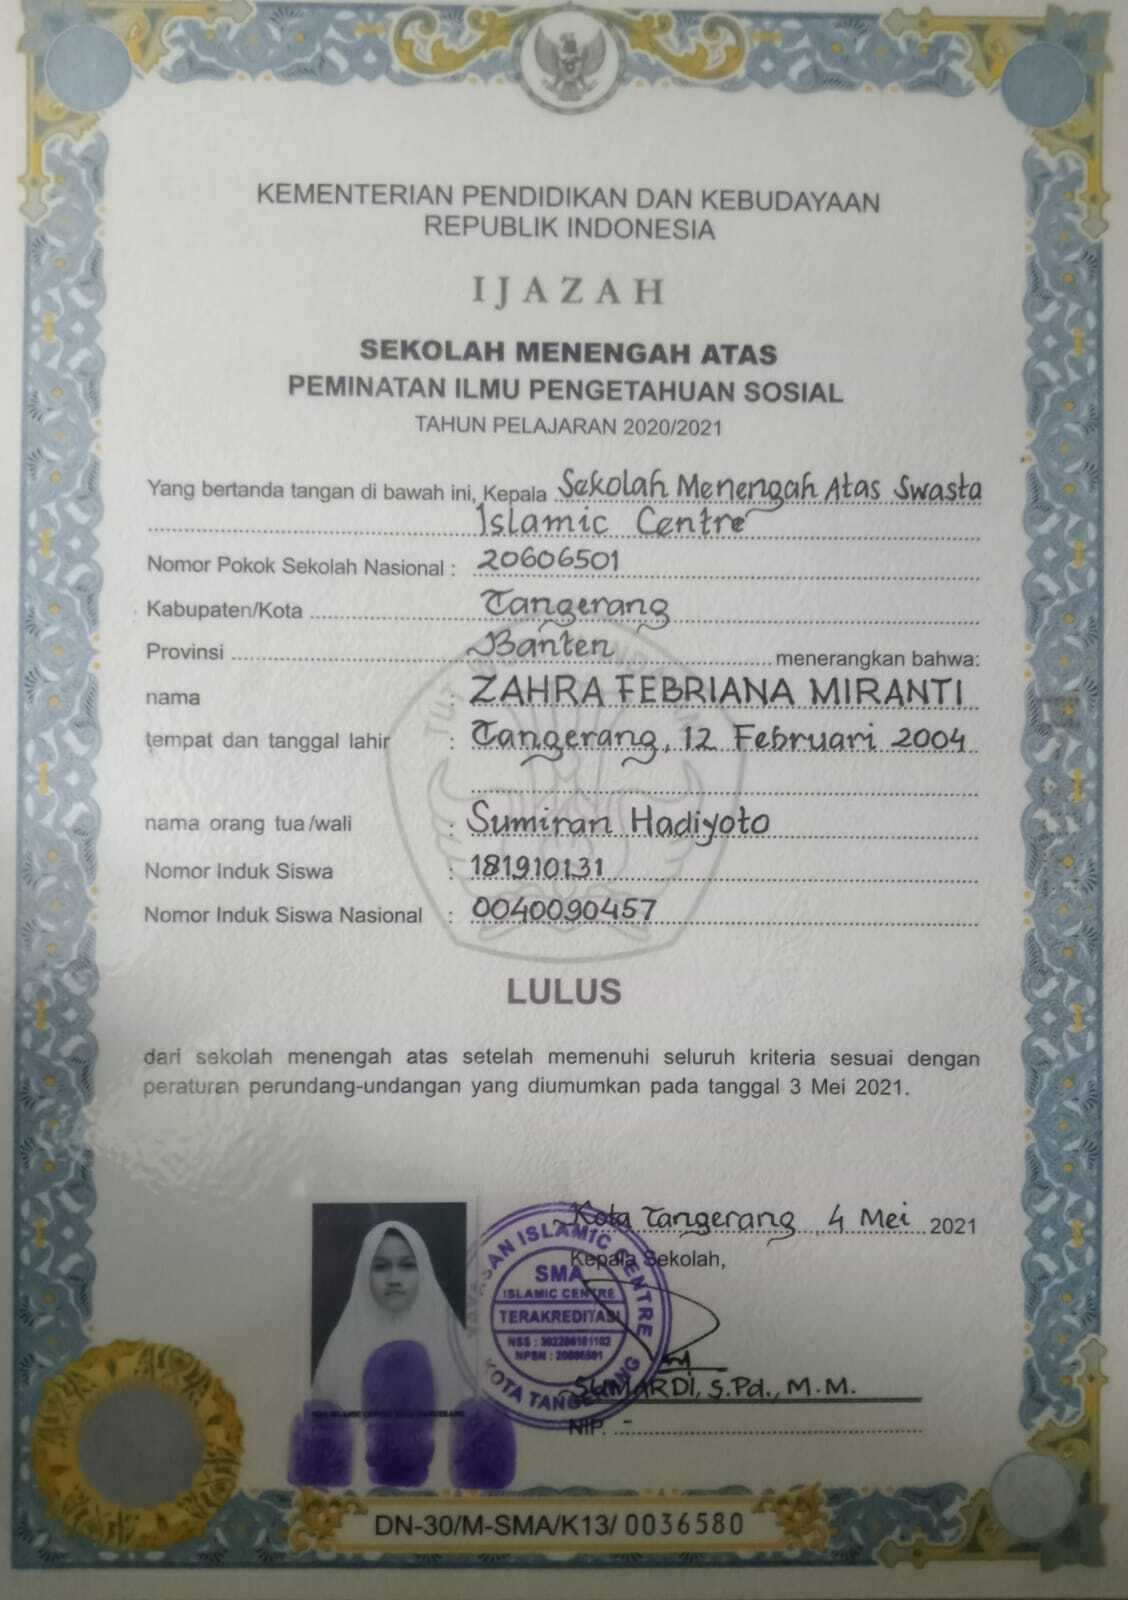 KEMENTERIAN PENDIDIKAN DAN KEBUDAYAAN
REPUBLIK INDONESIA
IJAZAH
SEKOLAH MENENGAH ATAS
PEMINATAN ILMU PENGETAHUAN SOSIAL
TAHUN PELAJARAN 2020/2021
Yang bertanda tangan di bawah ini, Kepala Sekolah Menengah Atas Swasta
Islamic Centre
Nomor Pokok Sekolah Nasional : 20606501
Kabupaten/Kota Tangerang
Provinsi Banten menerangkan bahwa:
nama : ZAHRA FEBRIANA MIRANTI
tempat dan tanggal lahir : Tangerang, 12 Februari 2004
nama orang tua/wali : Sumiran Hadiyoto
Nomor Induk Siswa : 181910131
Nomor Induk Siswa Nasional : 0040090457
LULUS
dari sekolah menengah atas setelah memenuhi seluruh kriteria sesuai dengan
peraturan perundang-undangan yang diumumkan pada tanggal 3 Mei 2021.
Kota Tangerang, 4 Mei 2021
Kepala Sekolah,
YAYASAN ISLAMIC CENTRE
SMA
ISLAMIC CENTRE
TERAKREDITASI
KOTA TANGERANG
SUMARDI, S.Pd., M.M.
NIP. -
DN-30/M-SMA/K13/ 0036580